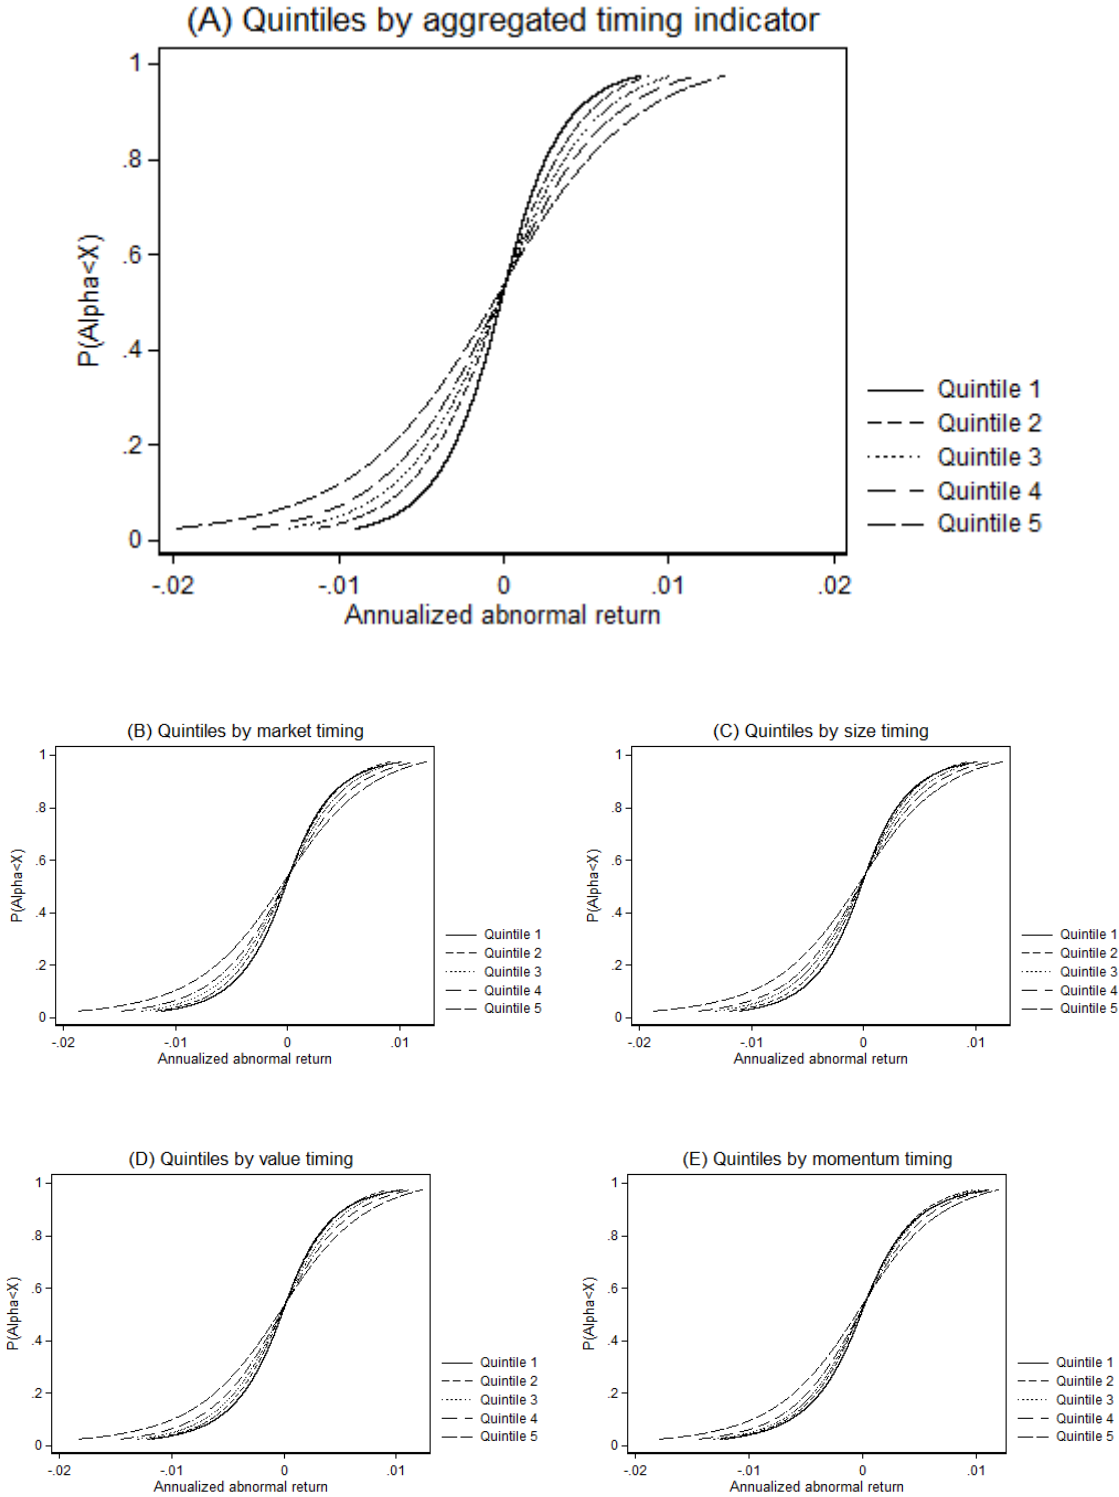 (A) Quintiles by aggregated timing indicator
1
.8
.6
.4
.2
0
P(Alpha<X)
-.02 -.01 0 .01 .02
Annualized abnormal return
Quintile 1
Quintile 2
Quintile 3
Quintile 4
Quintile 5
(B) Quintiles by market timing
1
.8
.6
.4
.2
0
P(Alpha<X)
-.02 -.01 0 .01
Annualized abnormal return
Quintile 1
Quintile 2
Quintile 3
Quintile 4
Quintile 5
(C) Quintiles by size timing
1
.8
.6
.4
.2
0
P(Alpha<X)
-.02 -.01 0 .01
Annualized abnormal return
Quintile 1
Quintile 2
Quintile 3
Quintile 4
Quintile 5
(D) Quintiles by value timing
1
.8
.6
.4
.2
0
P(Alpha<X)
-.02 -.01 0 .01
Annualized abnormal return
Quintile 1
Quintile 2
Quintile 3
Quintile 4
Quintile 5
(E) Quintiles by momentum timing
1
.8
.6
.4
.2
0
P(Alpha<X)
-.02 -.01 0 .01
Annualized abnormal return
Quintile 1
Quintile 2
Quintile 3
Quintile 4
Quintile 5